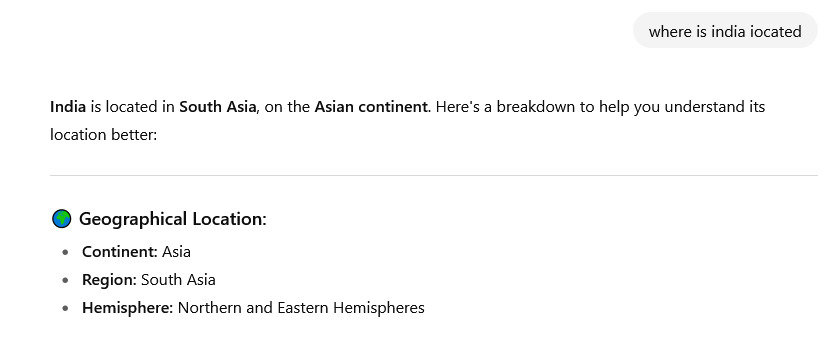 where is india iocated
India is located in South Asia, on the Asian continent. Here's a breakdown to help you understand its
location better:
Geographical Location:
Continent: Asia
Region: South Asia
Hemisphere: Northern and Eastern Hemispheres